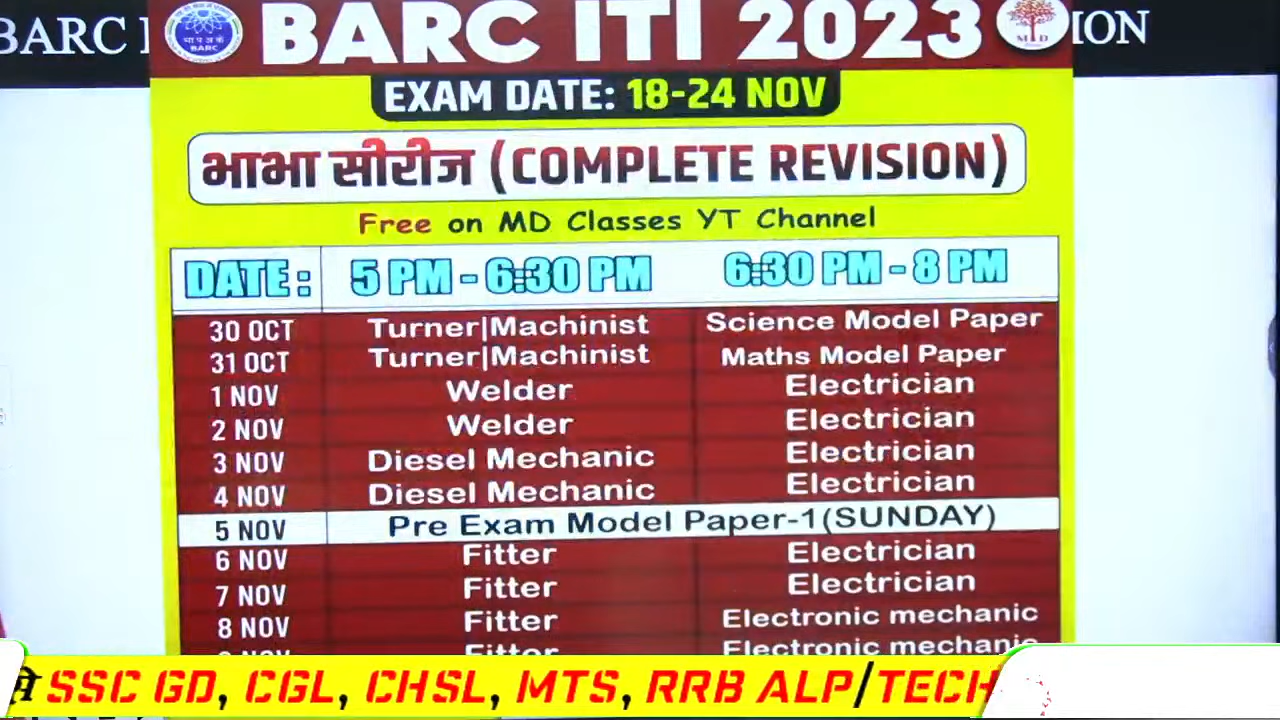 BARC ITI 2023
BARC
MD
ION
EXAM DATE: 18-24 NOV
भाभा सीरीज (COMPLETE REVISION)
Free on MD Classes YT Channel
DATE : 5 PM - 6:30 PM 6:30 PM - 8 PM
30 OCT Turner|Machinist Science Model Paper
31 OCT Turner|Machinist Maths Model Paper
1 NOV Welder Electrician
2 NOV Welder Electrician
3 NOV Diesel Mechanic Electrician
4 NOV Diesel Mechanic Electrician
5 NOV Pre Exam Model Paper-1(SUNDAY)
6 NOV Fitter Electrician
7 NOV Fitter Electrician
8 NOV Fitter Electronic mechanic
Fitter Electronic mechanic
SSC GD, CGL, CHSL, MTS, RRB ALP/TECH